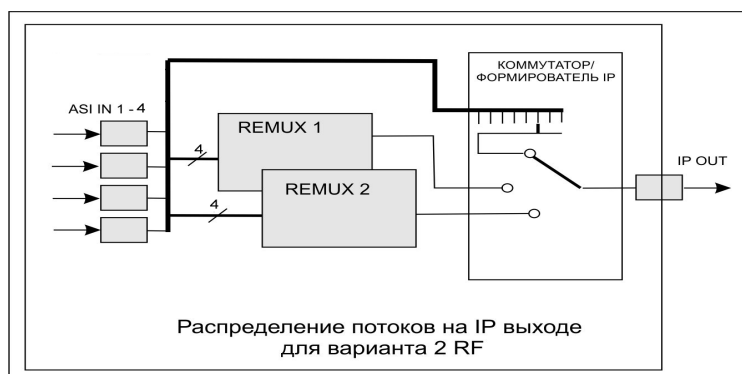 КОММУТАТОР/
ФОРМИРОВАТЕЛЬ IP
ASI IN 1 - 4
REMUX 1
4
REMUX 2
4
IP OUT
Распределение потоков на IP выходе
для варианта 2 RF